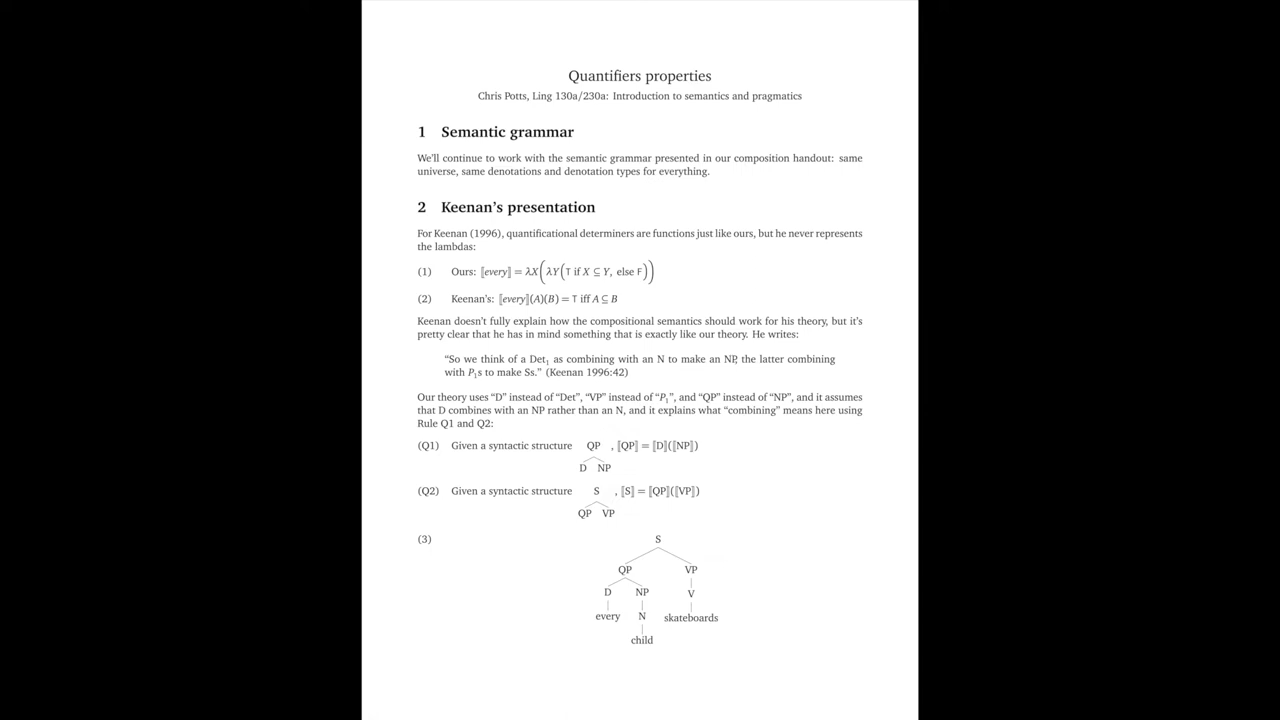 Quantifiers properties
Chris Potts, Ling 130a/230a: Introduction to semantics and pragmatics
1 Semantic grammar
We'll continue to work with the semantic grammar presented in our composition handout: same
universe, same denotations and denotation types for everything.
2 Keenan's presentation
For Keenan (1996), quantificational determiners are functions just like ours, but he never represents
the lambdas:
(1) Ours: ⟦every⟧ = λX(λY(T if X ⊆ Y, else F))
(2) Keenan's: ⟦every⟧(A)(B) = T iff A ⊆ B
Keenan doesn't fully explain how the compositional semantics should work for his theory, but it's
pretty clear that he has in mind something that is exactly like our theory. He writes:
“So we think of a Det₁ as combining with an N to make an NP, the latter combining
with P₁s to make Ss.” (Keenan 1996:42)
Our theory uses “D” instead of “Det”, “VP” instead of “P₁”, and “QP” instead of “NP”, and it assumes
that D combines with an NP rather than an N, and it explains what “combining” means here using
Rule Q1 and Q2:
(Q1) Given a syntactic structure QP , ⟦QP⟧ = ⟦D⟧(⟦NP⟧)
D NP
(Q2) Given a syntactic structure S , ⟦S⟧ = ⟦QP⟧(⟦VP⟧)
QP VP
(3) S
QP VP
D NP V
every N skateboards
child